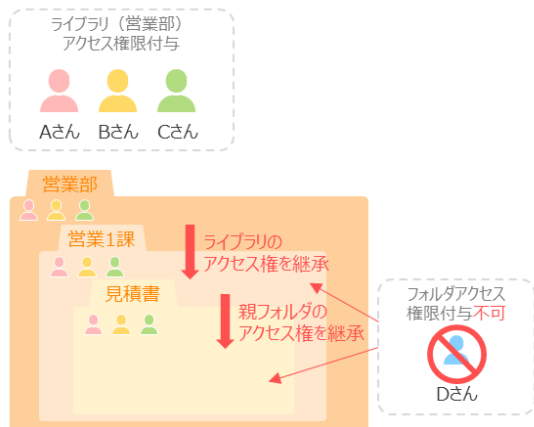 ライブラリ（営業部）
アクセス権限付与
Aさん Bさん Cさん
営業部
営業1課
ライブラリの
アクセス権を継承
見積書
親フォルダの
アクセス権を継承
フォルダアクセス
権限付与不可
Dさん